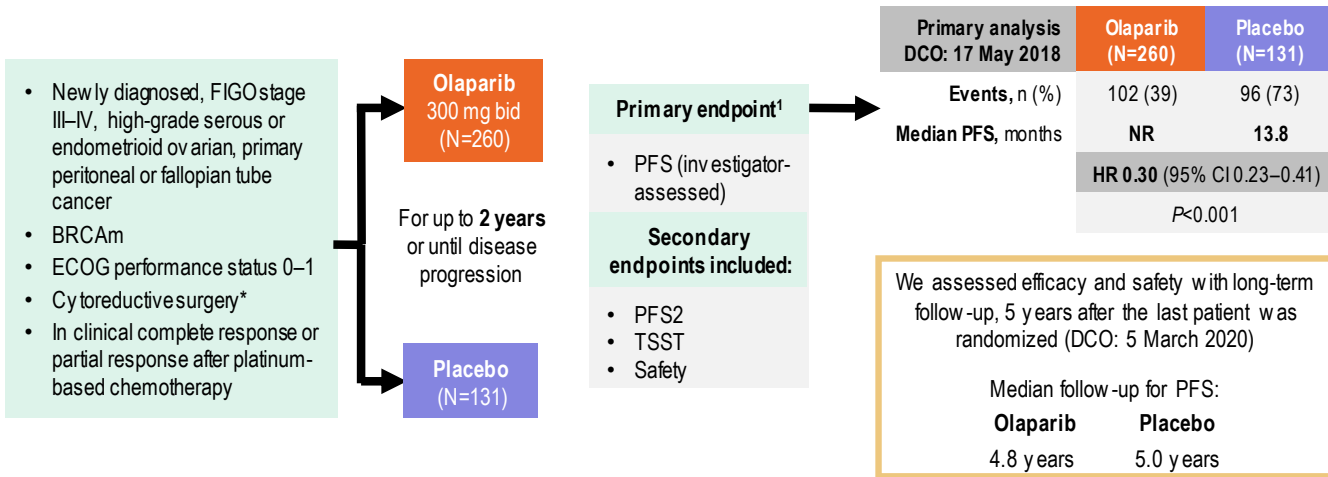 • Newly diagnosed, FIGO stage
III–IV, high-grade serous or
endometrioid ovarian, primary
peritoneal or fallopian tube
cancer
• BRCAm
• ECOG performance status 0–1
• Cytoreductive surgery*
• In clinical complete response or
partial response after platinum-
based chemotherapy
Olaparib
300 mg bid
(N=260)
For up to 2 years
or until disease
progression
Placebo
(N=131)
Primary endpoint¹
• PFS (investigator-
assessed)
Secondary
endpoints included:
• PFS2
• TSST
• Safety
Primary analysis
DCO: 17 May 2018
Olaparib
(N=260)
Placebo
(N=131)
Events, n (%) 102 (39) 96 (73)
Median PFS, months NR 13.8
HR 0.30 (95% CI 0.23–0.41)
P<0.001
We assessed efficacy and safety with long-term
follow-up, 5 years after the last patient was
randomized (DCO: 5 March 2020)
Median follow-up for PFS:
Olaparib Placebo
4.8 years 5.0 years